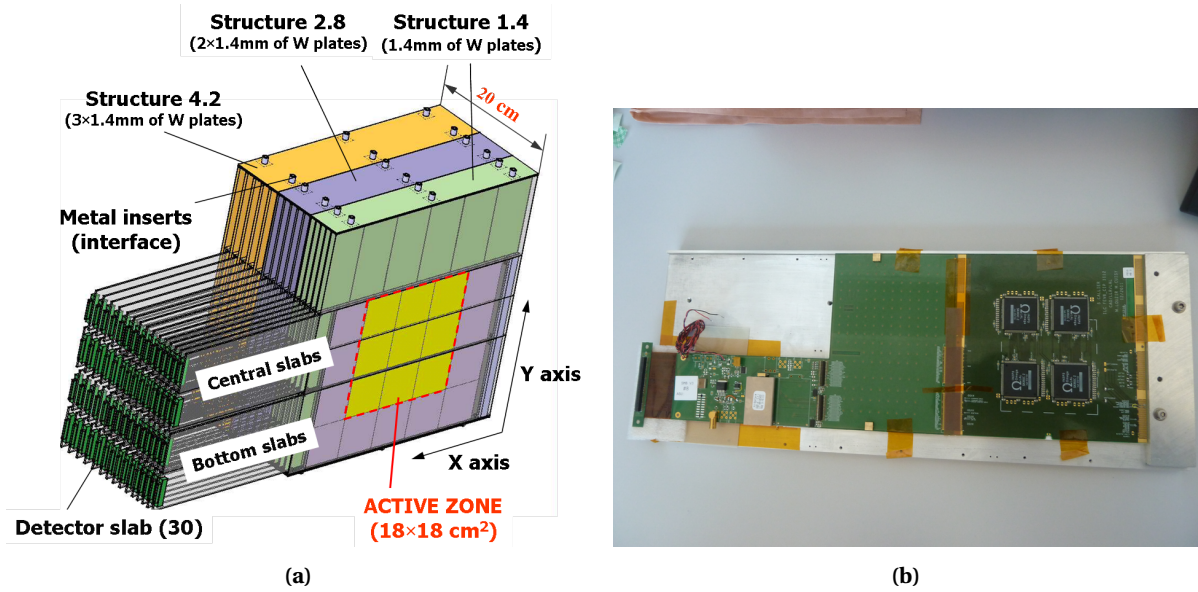 Structure 2.8
(2×1.4mm of W plates)
Structure 1.4
(1.4mm of W plates)
Structure 4.2
(3×1.4mm of W plates)
20 cm
Metal inserts
(interface)
Central slabs
Bottom slabs
Y axis
X axis
Detector slab (30)
ACTIVE ZONE
(18×18 cm²)
(a)
(b)